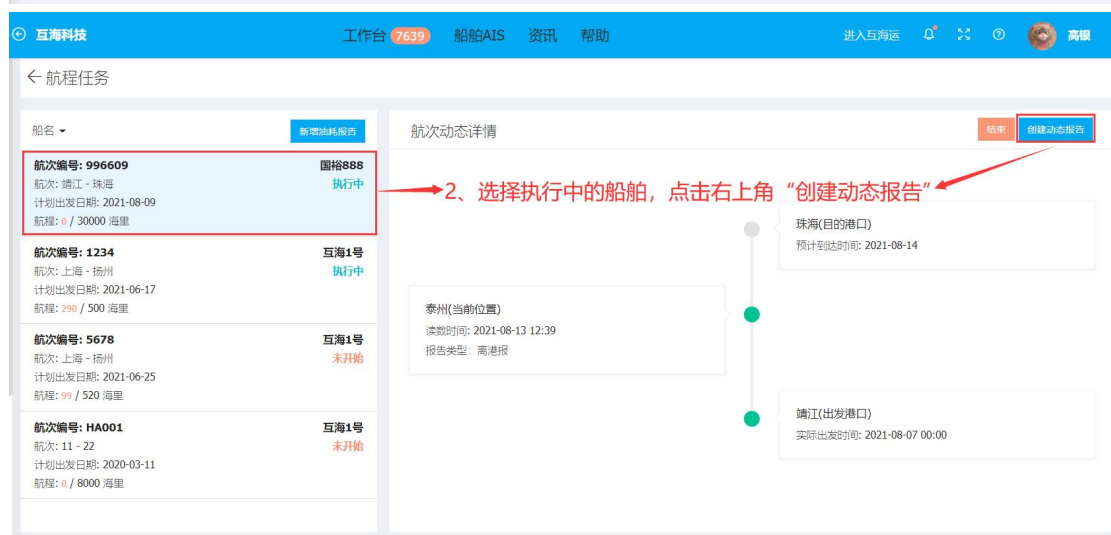 互海科技
工作台 7639 船舶AIS 资讯 帮助
进入互海运
高银
← 航程任务
船名
新增油耗报告
航次编号: 996609 国裕888
航次: 靖江 - 珠海 执行中
计划出发日期: 2021-08-09
航程: 0 / 30000 海里
航次编号: 1234 互海1号
航次: 上海 - 扬州 执行中
计划出发日期: 2021-06-17
航程: 290 / 500 海里
航次编号: 5678 互海1号
航次: 上海 - 扬州 未开始
计划出发日期: 2021-06-25
航程: 99 / 520 海里
航次编号: HA001 互海1号
航次: 11 - 22 未开始
计划出发日期: 2020-03-11
航程: 0 / 8000 海里
航次动态详情
结束 创建动态报告
2、选择执行中的船舶，点击右上角“创建动态报告”
珠海(目的港口)
预计到达时间: 2021-08-14
泰州(当前位置)
读数时间: 2021-08-13 12:39
报告类型: 离港报
靖江(出发港口)
实际出发时间: 2021-08-07 00:00